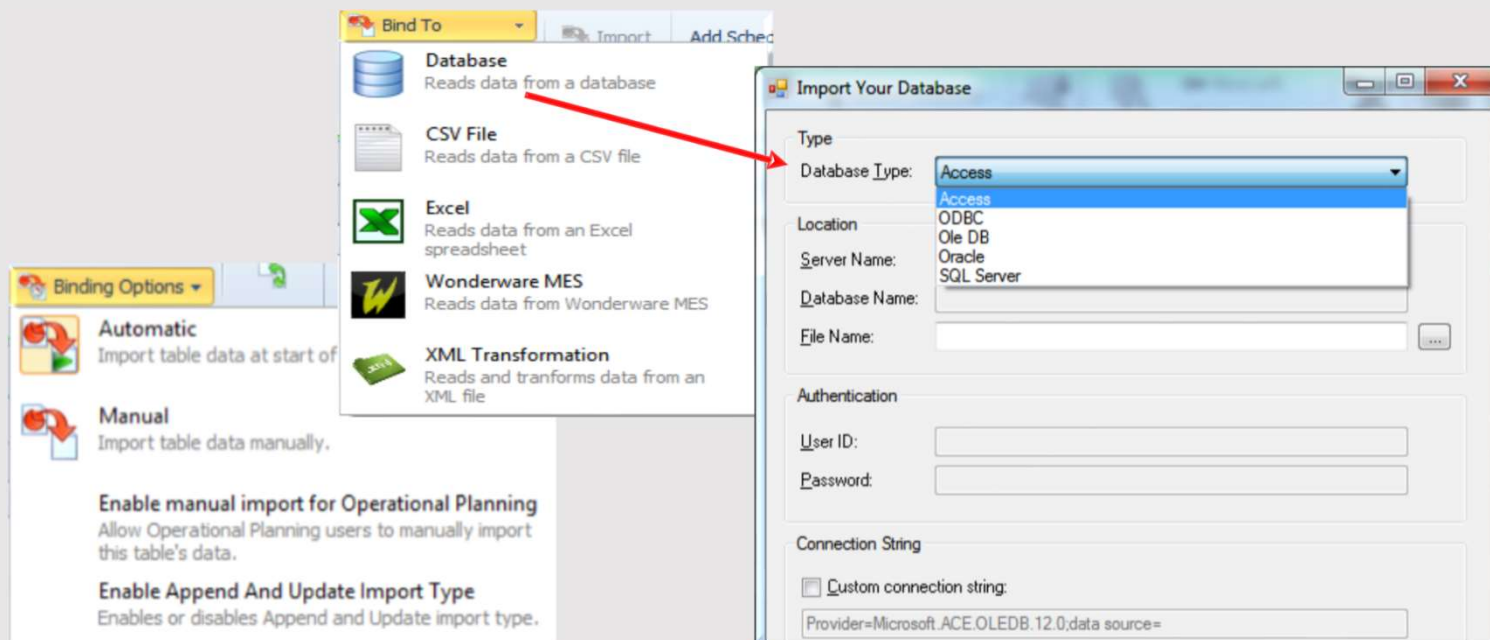 Bind To
Import
Add Sched
Database
Reads data from a database
CSV File
Reads data from a CSV file
Excel
Reads data from an Excel
spreadsheet
Wonderware MES
Reads data from Wonderware MES
XML Transformation
Reads and tranforms data from an
XML file
Binding Options
Automatic
Import table data at start of
Manual
Import table data manually.
Enable manual import for Operational Planning
Allow Operational Planning users to manually import
this table's data.
Enable Append And Update Import Type
Enables or disables Append and Update import type.
Import Your Database
Type
Database Type:
Access
Access
ODBC
Ole DB
Oracle
SQL Server
Location
Server Name:
Database Name:
File Name:
...
Authentication
User ID:
Password:
Connection String
Custom connection string:
Provider=Microsoft.ACE.OLEDB.12.0;data source=